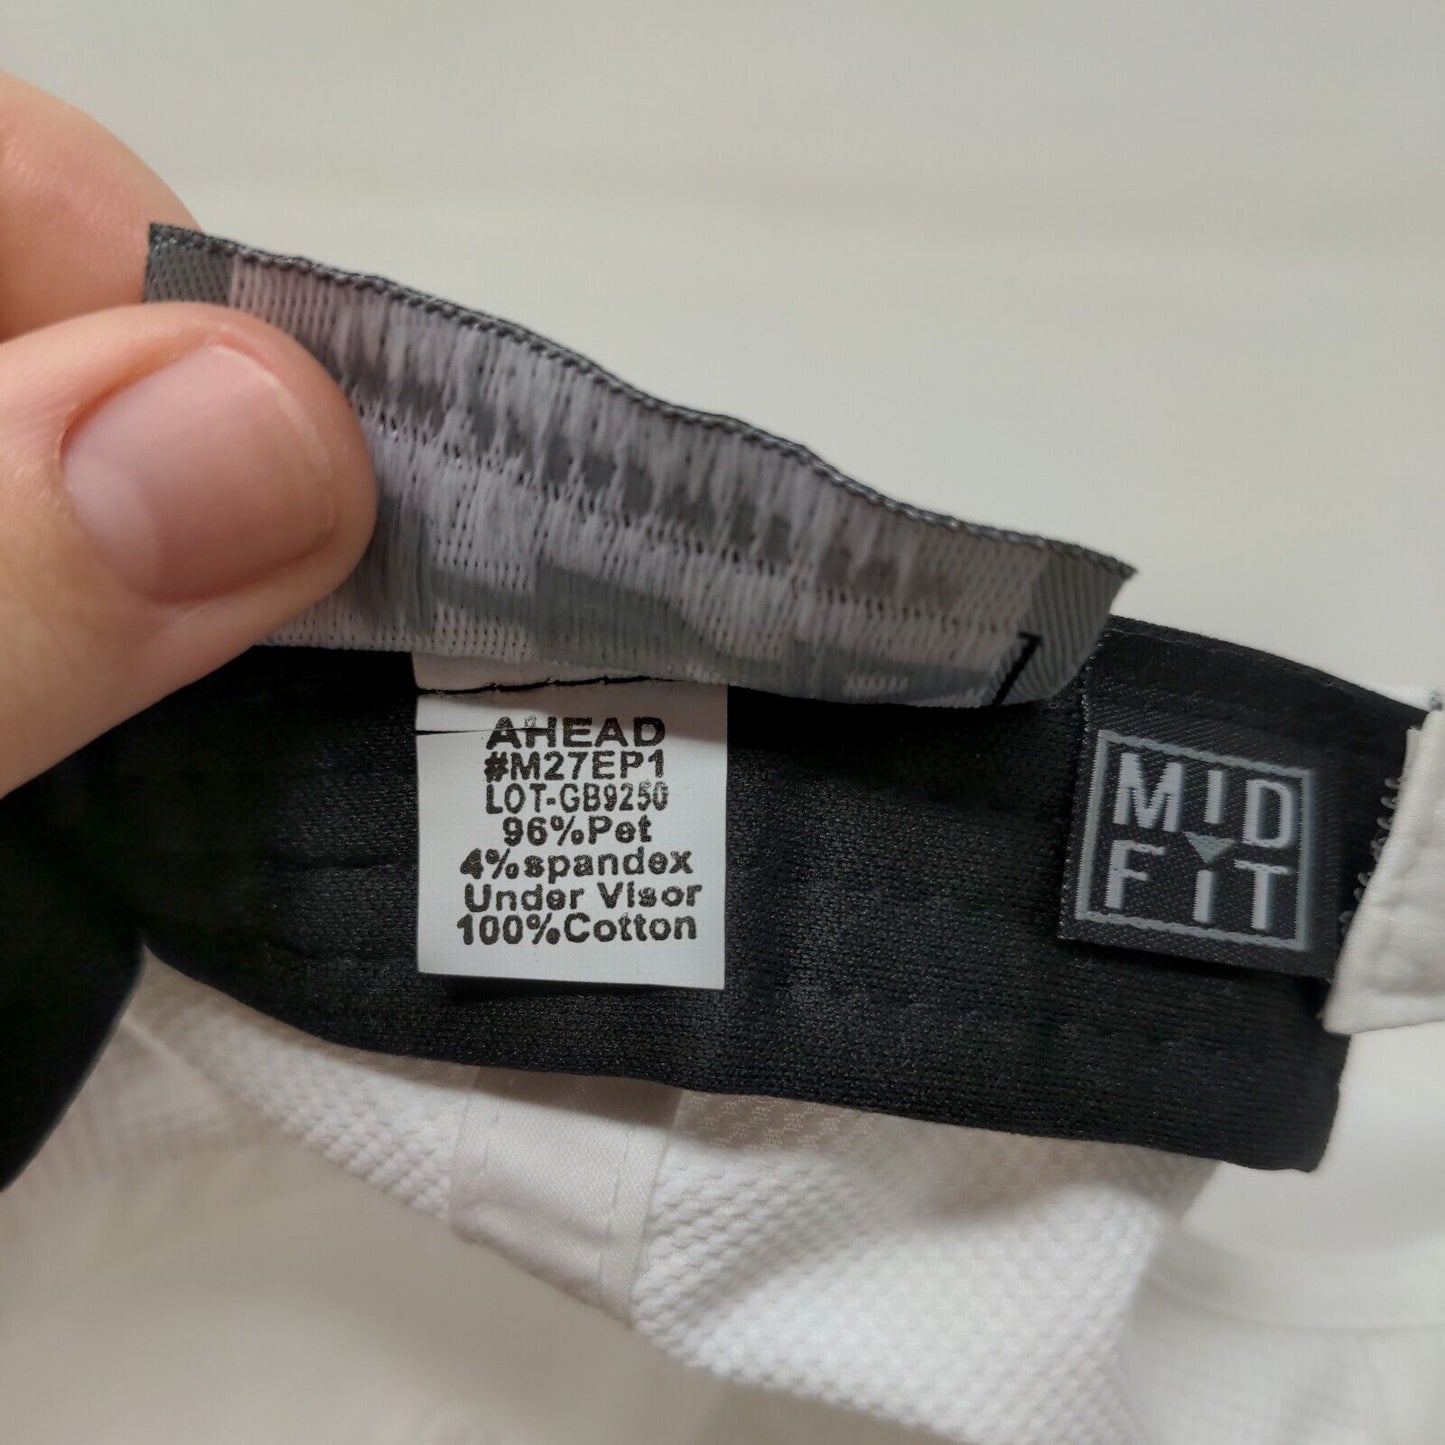 AHEAD
#M27EP1
LOT-GB9250
96%Pet
4%spandex
Under Visor
100%Cotton
MID
FIT